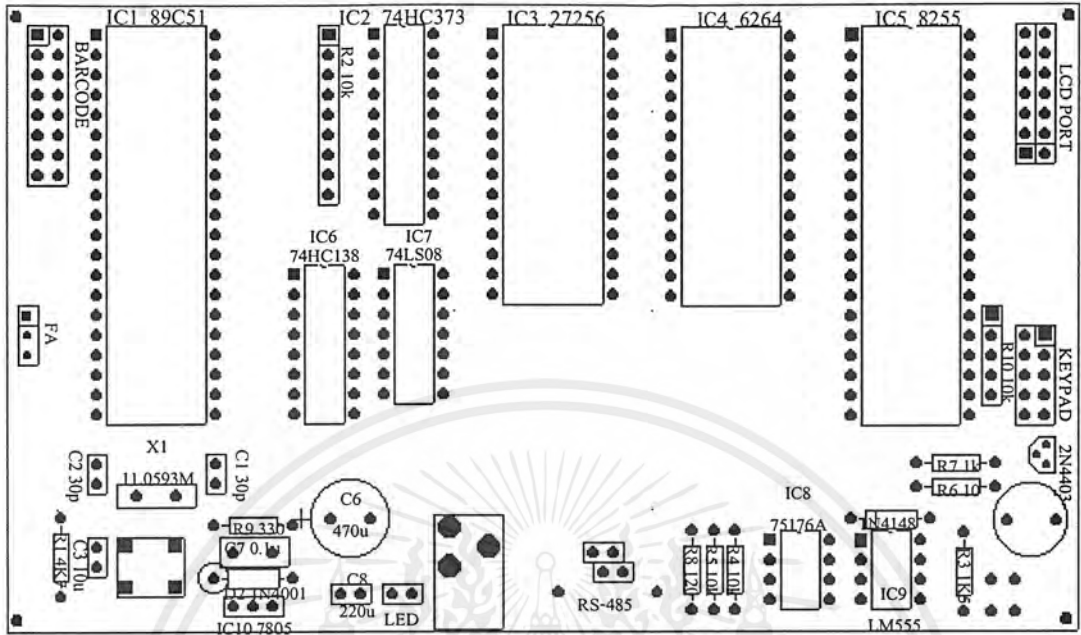 IC1 89C51
IC2 74HC373
IC3 27256
IC4 6264
IC5 8255
BARCODE
R2 10k
LCD PORT
IC6
74HC138
IC7
74LS08
FA
R10 10k
KEYPAD
X1
11.0593M
C2 30p
C1 30p
C6
470u
IC8
75176A
R7 1k
R6 10
2N4403
R1 4K7
C3 10u
R9 330
C7 0.1u
D2 1N4001
IC10 7805
C8
220u
LED
RS-485
R8 12k
R5 10k
R4 10k
1N4148
IC9
LM555
R3 1K6